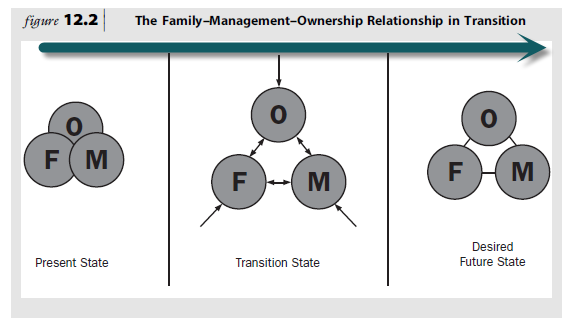 figure 12.2 The Family–Management–Ownership Relationship in Transition
O
F M
Present State
O
F M
Transition State
O
F M
Desired
Future State